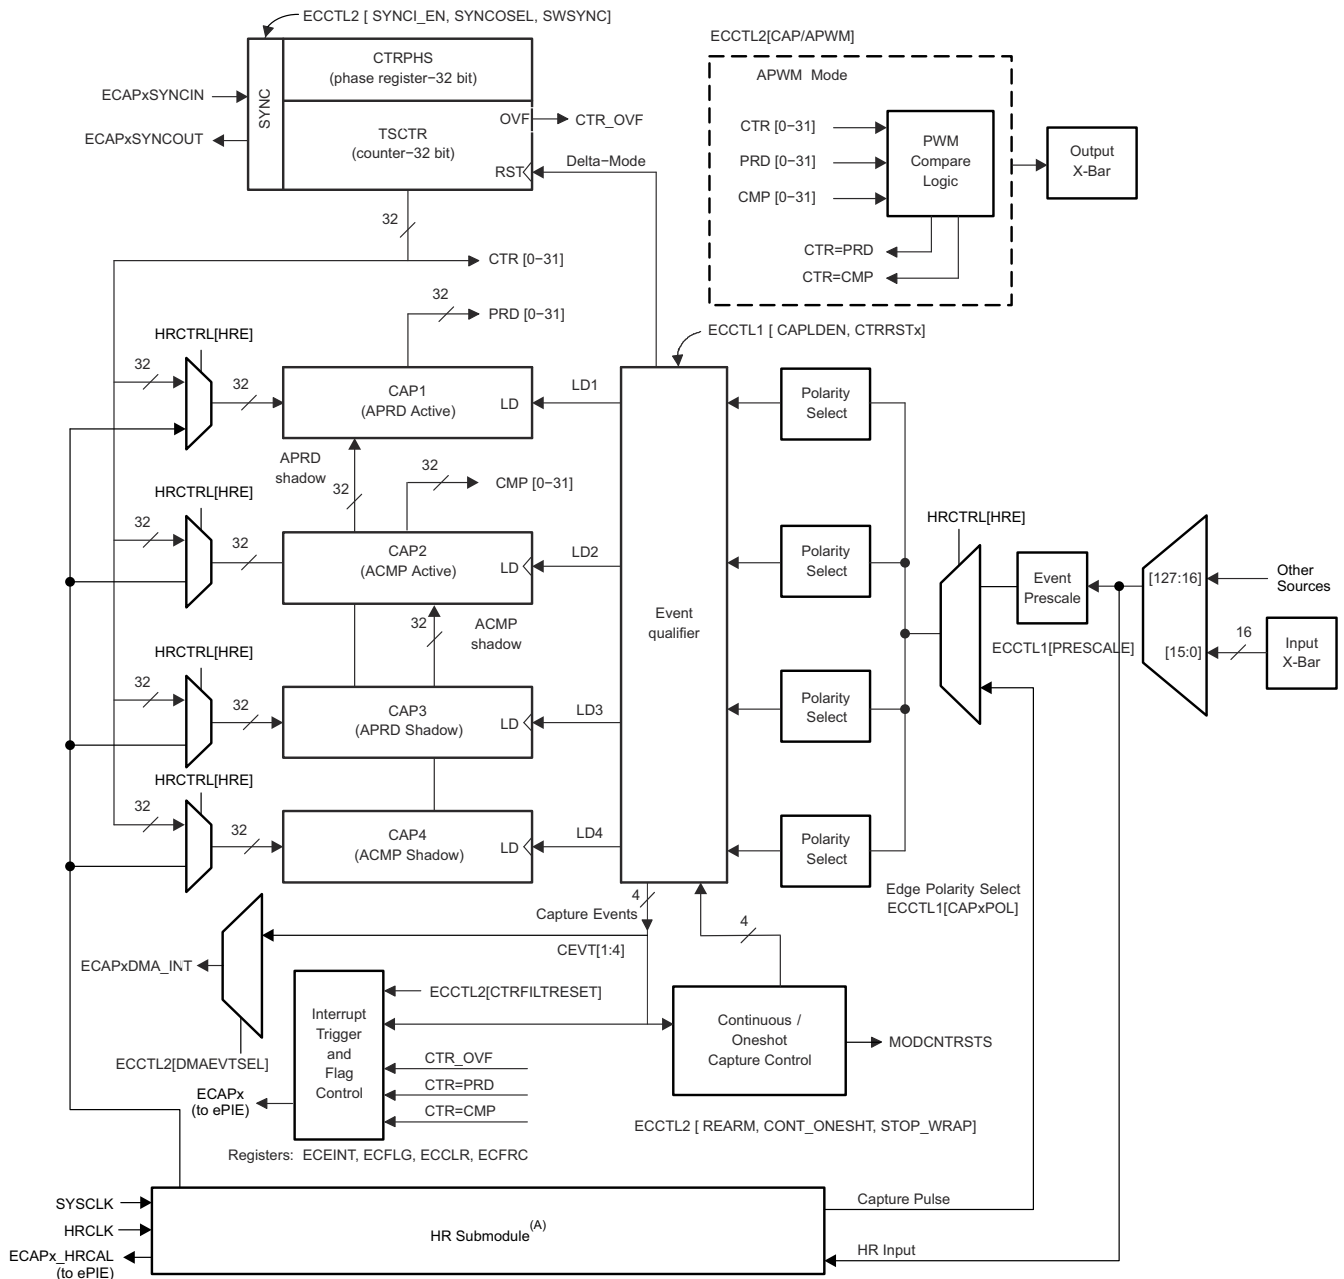 ECCTL2 [ SYNCI_EN, SYNCOSEL, SWSYNC]
SYNC
CTRPHS
(phase register−32 bit)
TSCTR
(counter−32 bit)
OVF
RST
ECAPxSYNCIN
ECAPxSYNCOUT
CTR_OVF
Delta−Mode
ECCTL2[CAP/APWM]
APWM Mode
CTR [0−31]
PRD [0−31]
CMP [0−31]
PWM
Compare
Logic
CTR=PRD
CTR=CMP
Output
X-Bar
32
CTR [0−31]
32
PRD [0−31]
ECCTL1 [ CAPLDEN, CTRRSTx]
HRCTRL[HRE]
32
32
CAP1
(APRD Active)
LD
LD1
Polarity
Select
APRD
shadow
32
32
CMP [0−31]
HRCTRL[HRE]
32
32
CAP2
(ACMP Active)
LD
LD2
Polarity
Select
32
ACMP
shadow
Event
qualifier
HRCTRL[HRE]
Event
Prescale
ECCTL1[PRESCALE]
[127:16]
[15:0]
Other
Sources
16
Input
X-Bar
HRCTRL[HRE]
32
32
CAP3
(APRD Shadow)
LD
LD3
Polarity
Select
HRCTRL[HRE]
32
32
CAP4
(ACMP Shadow)
LD
LD4
Polarity
Select
Edge Polarity Select
ECCTL1[CAPxPOL]
4
Capture Events
CEVT[1:4]
4
ECAPxDMA_INT
ECCTL2[DMAEVTSEL]
Interrupt
Trigger
and
Flag
Control
ECCTL2[CTRFILTRESET]
CTR_OVF
CTR=PRD
CTR=CMP
ECAPx
(to ePIE)
Continuous /
Oneshot
Capture Control
MODCNTRSTS
ECCTL2 [ REARM, CONT_ONESHT, STOP_WRAP]
Registers: ECEINT, ECFLG, ECCLR, ECFRC
SYSCLK
HRCLK
ECAPx_HRCAL
(to ePIE)
HR Submodule(A)
Capture Pulse
HR Input